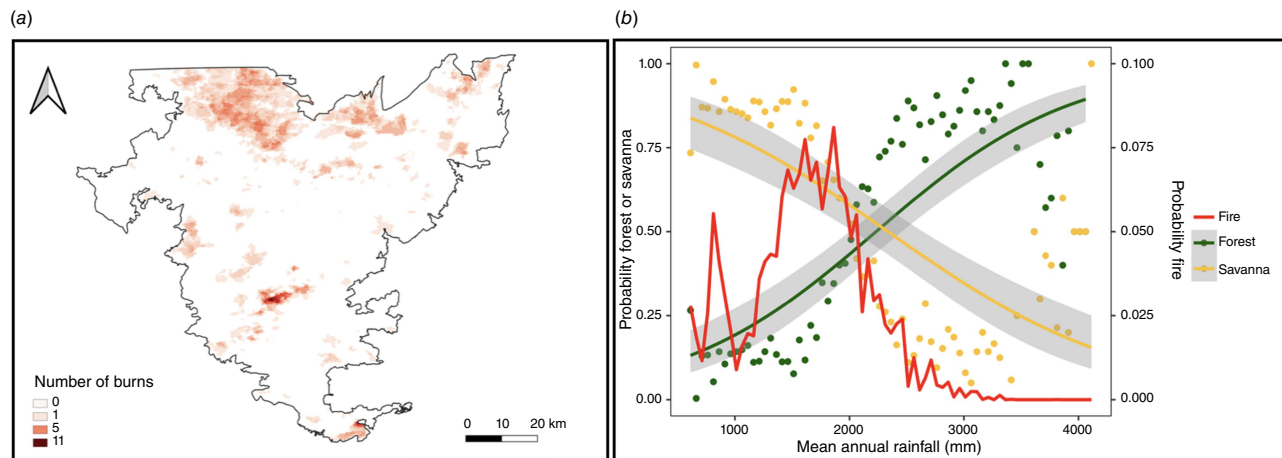 (a)
Number of burns
0
1
5
11
0 10 20 km
(b)
Probability forest or savanna
1.00
0.75
0.50
0.25
0.00
1000 2000 3000 4000
Mean annual rainfall (mm)
0.100
0.075
0.050
0.025
0.000
Probability fire
Fire
Forest
Savanna